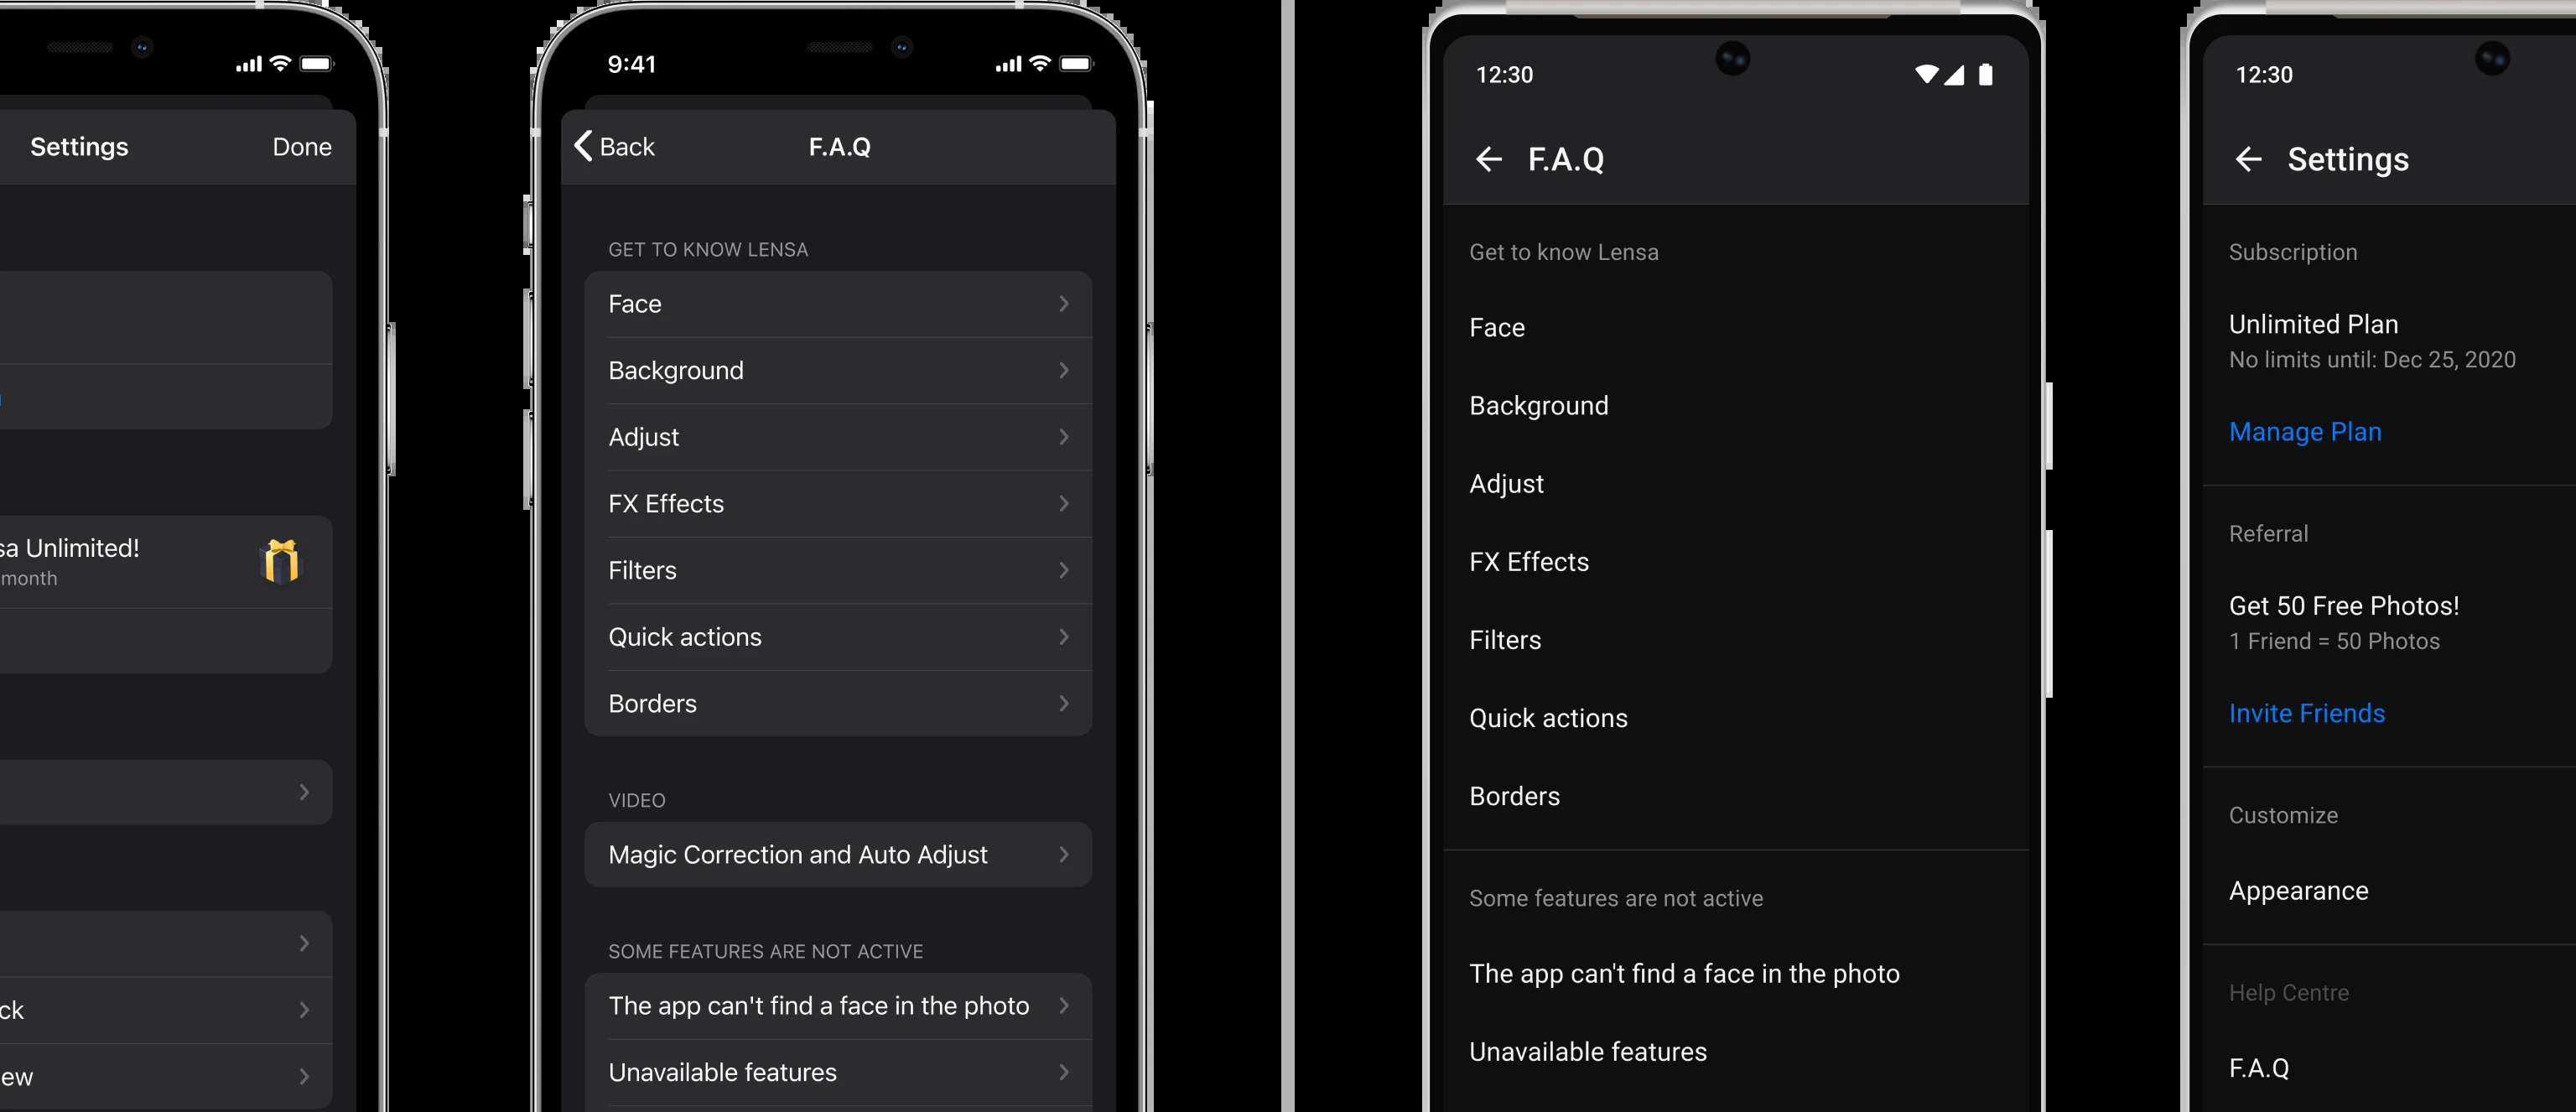 Settings
Done
sa Unlimited!
month
ck
ew
9:41
Back
F.A.Q
GET TO KNOW LENSA
Face
Background
Adjust
FX Effects
Filters
Quick actions
Borders
VIDEO
Magic Correction and Auto Adjust
SOME FEATURES ARE NOT ACTIVE
The app can't find a face in the photo
Unavailable features
12:30
F.A.Q
Get to know Lensa
Face
Background
Adjust
FX Effects
Filters
Quick actions
Borders
Some features are not active
The app can't find a face in the photo
Unavailable features
12:30
Settings
Subscription
Unlimited Plan
No limits until: Dec 25, 2020
Manage Plan
Referral
Get 50 Free Photos!
1 Friend = 50 Photos
Invite Friends
Customize
Appearance
Help Centre
F.A.Q